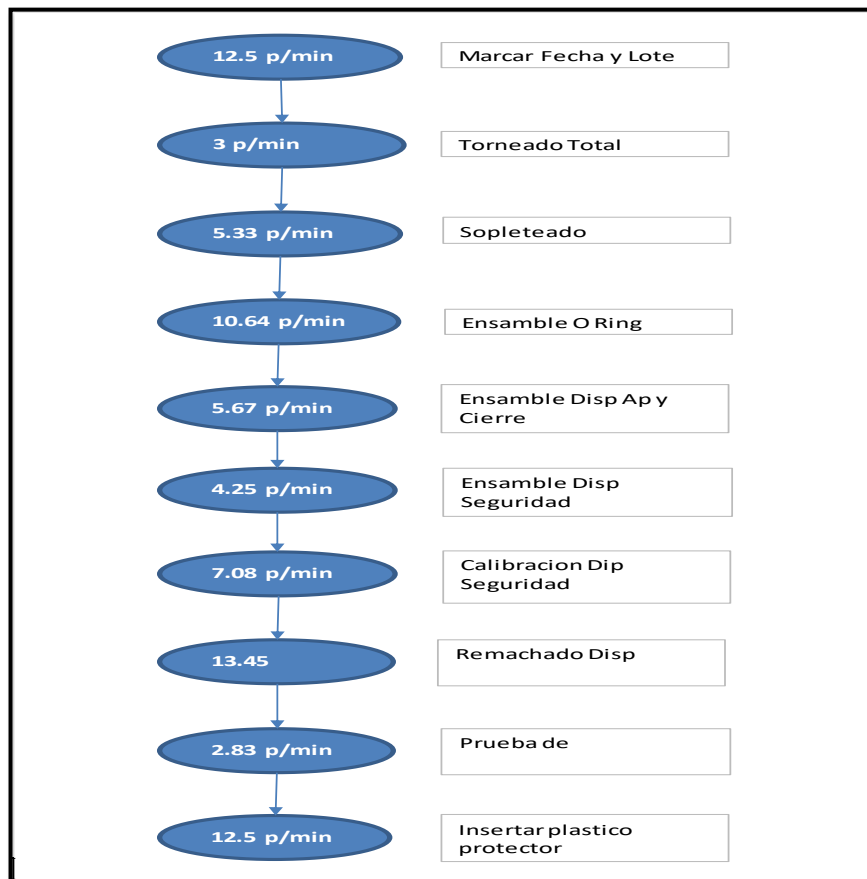 12.5 p/min
Marcar Fecha y Lote
3 p/min
Torneado Total
5.33 p/min
Sopleteado
10.64 p/min
Ensamble O Ring
5.67 p/min
Ensamble Disp Ap y
Cierre
4.25 p/min
Ensamble Disp
Seguridad
7.08 p/min
Calibracion Dip
Seguridad
13.45
Remachado Disp
2.83 p/min
Prueba de
12.5 p/min
Insertar plastico
protector